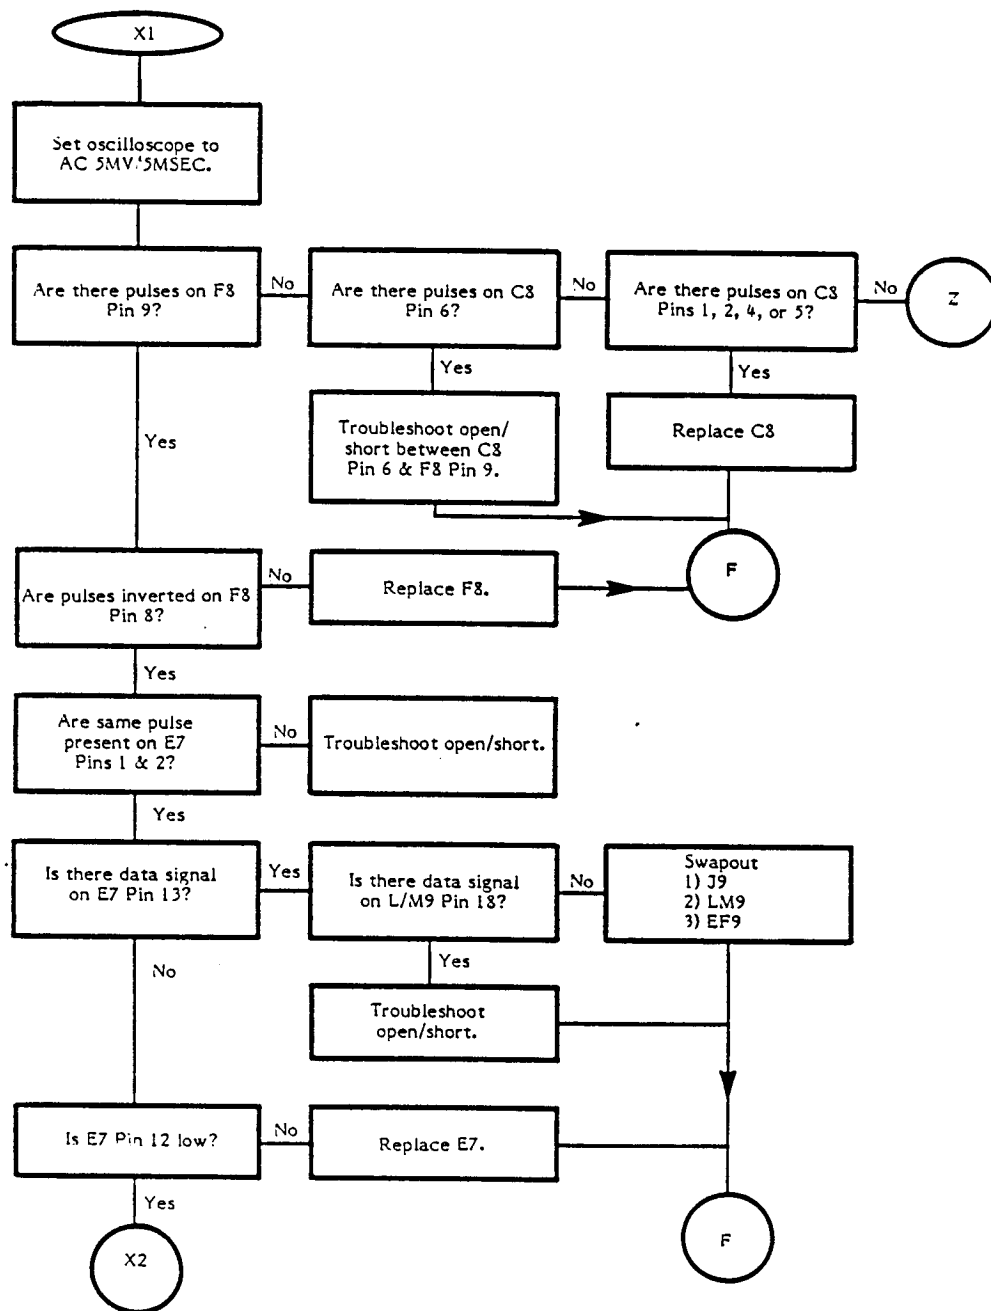 X1
Set oscilloscope to
AC 5MV/5MSEC.
Are there pulses on F8
Pin 9?
No
Are there pulses on C8
Pin 6?
No
Are there pulses on C8
Pins 1, 2, 4, or 5?
No
Z
Yes
Yes
Yes
Troubleshoot open/
short between C8
Pin 6 & F8 Pin 9.
Replace C8
F
Are pulses inverted on F8
Pin 8?
No
Replace F8.
Yes
Are same pulse
present on E7
Pins 1 & 2?
No
Troubleshoot open/short.
Yes
Is there data signal
on E7 Pin 13?
Yes
Is there data signal
on L/M9 Pin 18?
No
Swapout
1) J9
2) LM9
3) EF9
No
Yes
Troubleshoot
open/short.
Is E7 Pin 12 low?
No
Replace E7.
Yes
X2
F